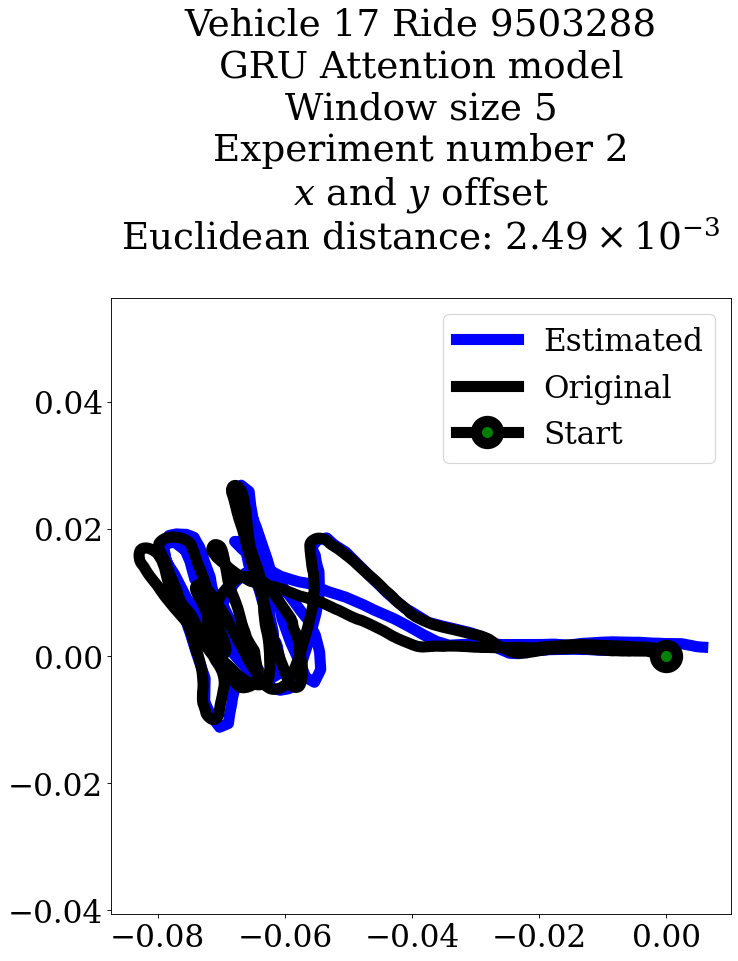 Vehicle 17 Ride 9503288
GRU Attention model
Window size 5
Experiment number 2
x and y offset
Euclidean distance: 2.49 × 10⁻³
Estimated
Original
Start
0.04
0.02
0.00
−0.02
−0.04
−0.08
−0.06
−0.04
−0.02
0.00